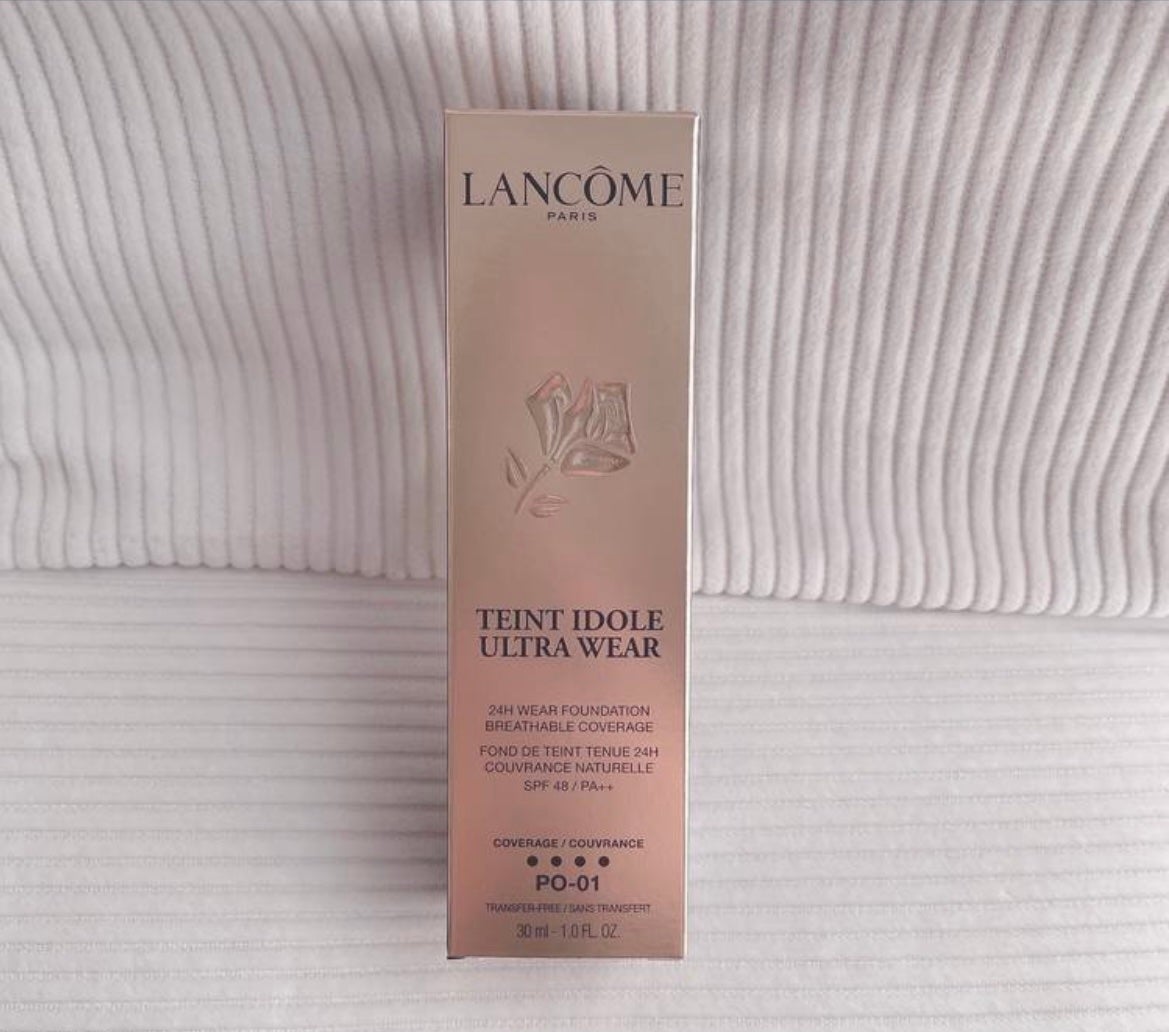 LANCÔME
PARIS
TEINT IDOLE
ULTRA WEAR
24H WEAR FOUNDATION
BREATHABLE COVERAGE
FOND DE TEINT TENUE 24H
COUVRANCE NATURELLE
SPF 48 / PA++
COVERAGE / COUVRANCE
PO-01
TRANSFER-FREE / SANS TRANSFERT
30 ml - 1.0 FL. OZ.